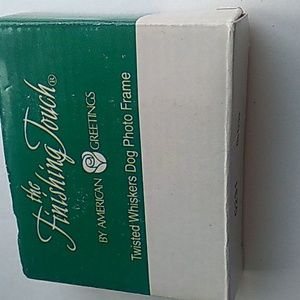 the
Finishing Touch®
BY AMERICAN GREETINGS
Twisted Whiskers Dog Photo Frame